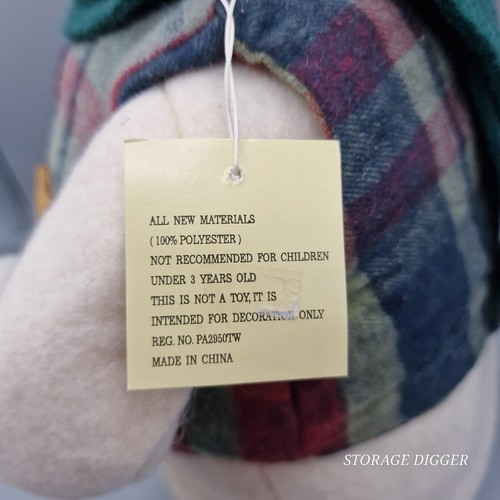 ALL NEW MATERIALS
(100% POLYESTER)
NOT RECOMMENDED FOR CHILDREN
UNDER 3 YEARS OLD
THIS IS NOT A TOY, IT IS
INTENDED FOR DECORATION ONLY
REG. NO. PA2950TW
MADE IN CHINA
STORAGE DIGGER